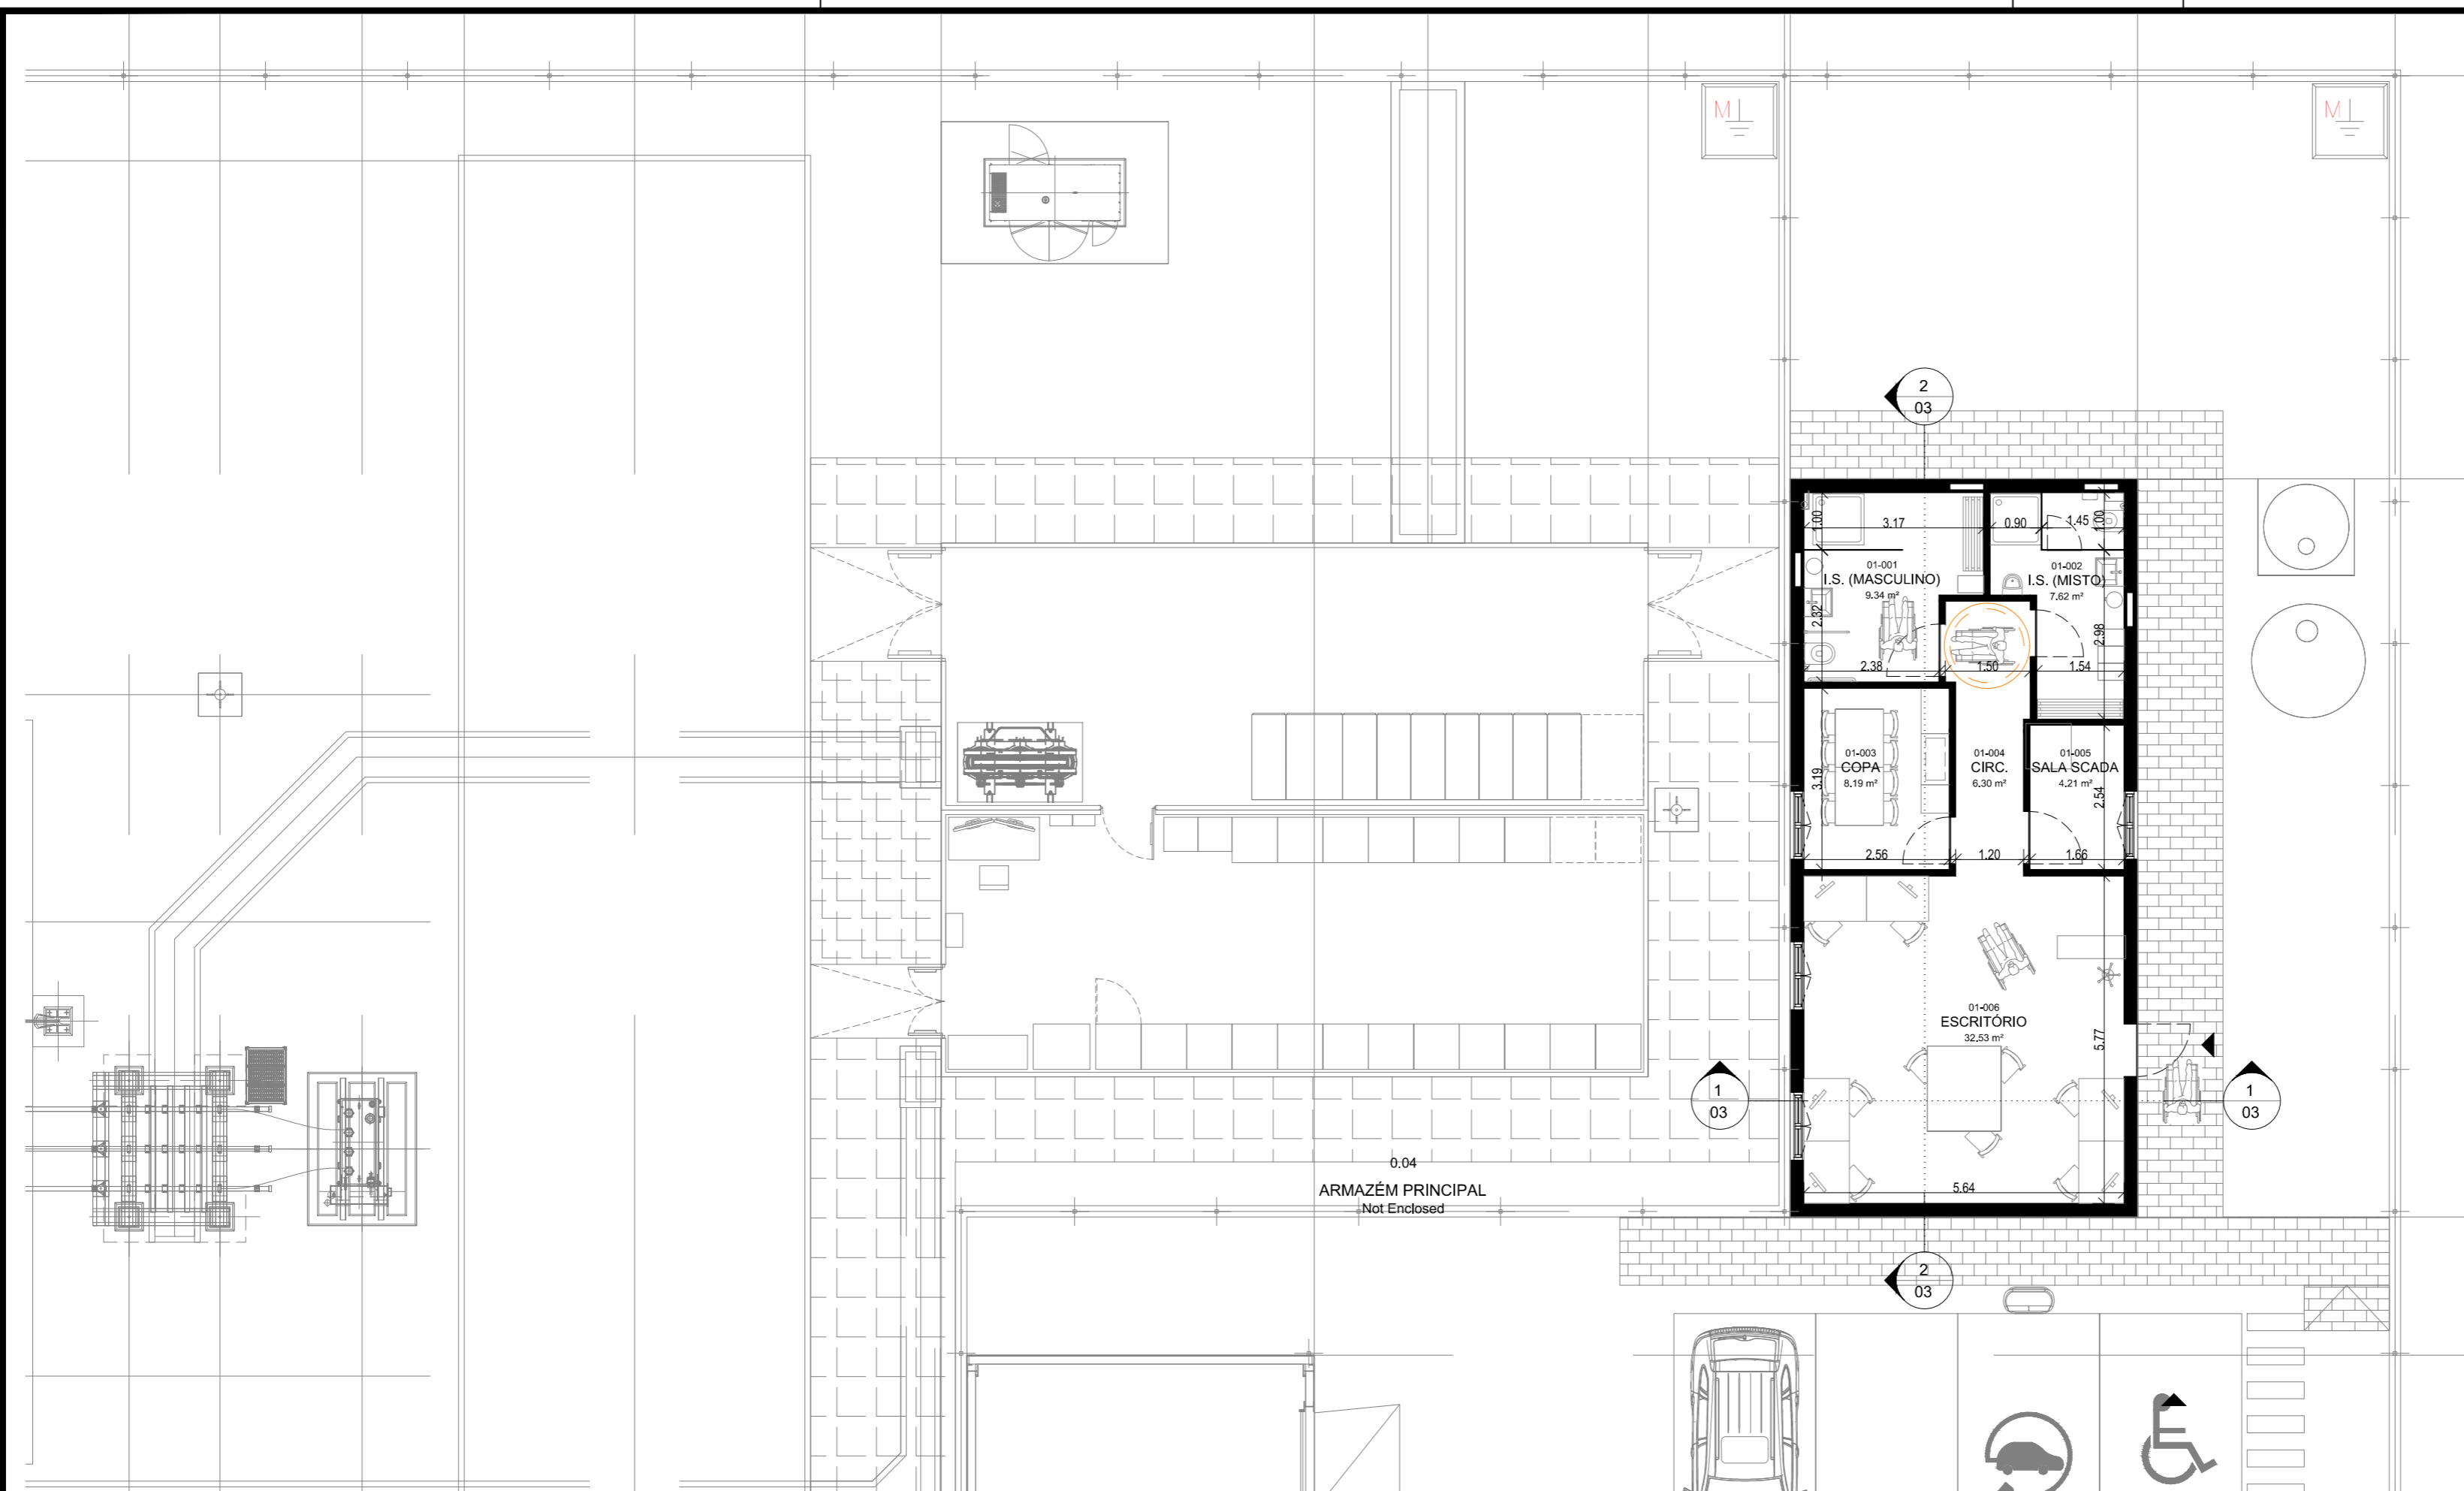 M
M
2
03
1.00
3.17
0.90
1.45
1.00
01-001
I.S. (MASCULINO)
9.34 m²
01-002
I.S. (MISTO)
7.62 m²
2.32
2.98
2.38
1.50
1.54
01-003
COPA
8.19 m²
01-004
CIRC.
6.30 m²
01-005
SALA SCADA
4.21 m²
3.19
2.54
2.56
1.20
1.66
01-006
ESCRITÓRIO
32.53 m²
5.77
1
03
1
03
0.04
ARMAZÉM PRINCIPAL
Not Enclosed
5.64
2
03